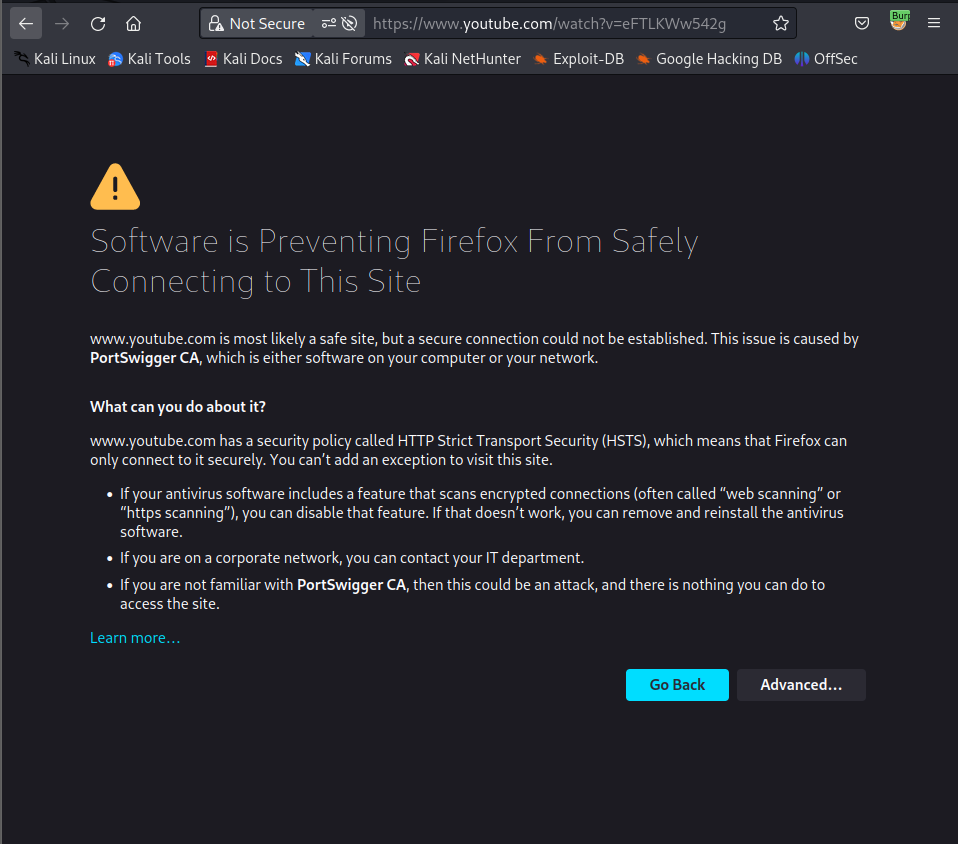 Not Secure https://www.youtube.com/watch?v=eFTLKWw542g
Kali Linux Kali Tools Kali Docs Kali Forums Kali NetHunter Exploit-DB Google Hacking DB OffSec
Software is Preventing Firefox From Safely
Connecting to This Site
www.youtube.com is most likely a safe site, but a secure connection could not be established. This issue is caused by
PortSwigger CA, which is either software on your computer or your network.
What can you do about it?
www.youtube.com has a security policy called HTTP Strict Transport Security (HSTS), which means that Firefox can
only connect to it securely. You can’t add an exception to visit this site.
If your antivirus software includes a feature that scans encrypted connections (often called “web scanning” or
“https scanning”), you can disable that feature. If that doesn’t work, you can remove and reinstall the antivirus
software.
If you are on a corporate network, you can contact your IT department.
If you are not familiar with PortSwigger CA, then this could be an attack, and there is nothing you can do to
access the site.
Learn more…
Go Back Advanced…